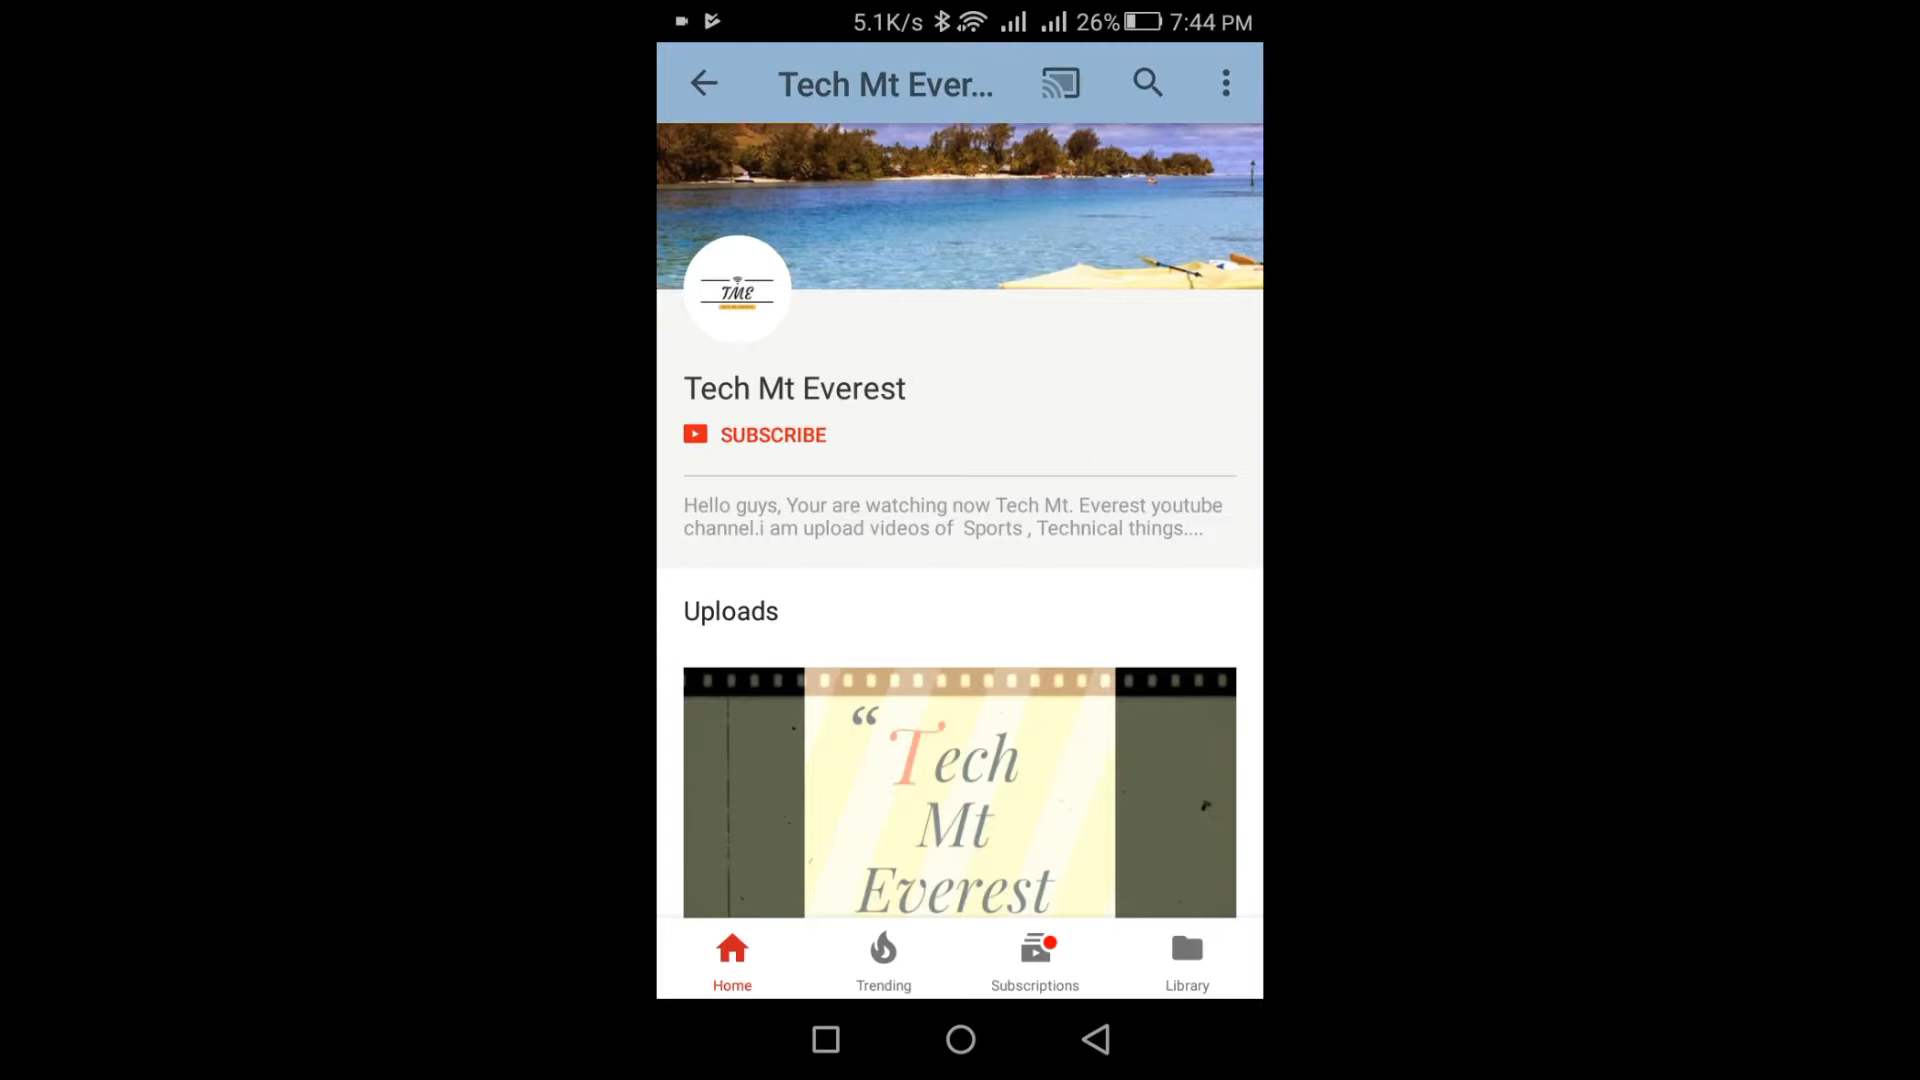 5.1K/s 26% 7:44 PM
Tech Mt Ever...
TME
Tech Mt Everest
SUBSCRIBE
Hello guys, Your are watching now Tech Mt. Everest youtube
channel.i am upload videos of Sports , Technical things....
Uploads
“ Tech
Mt
Everest
Home Trending Subscriptions Library